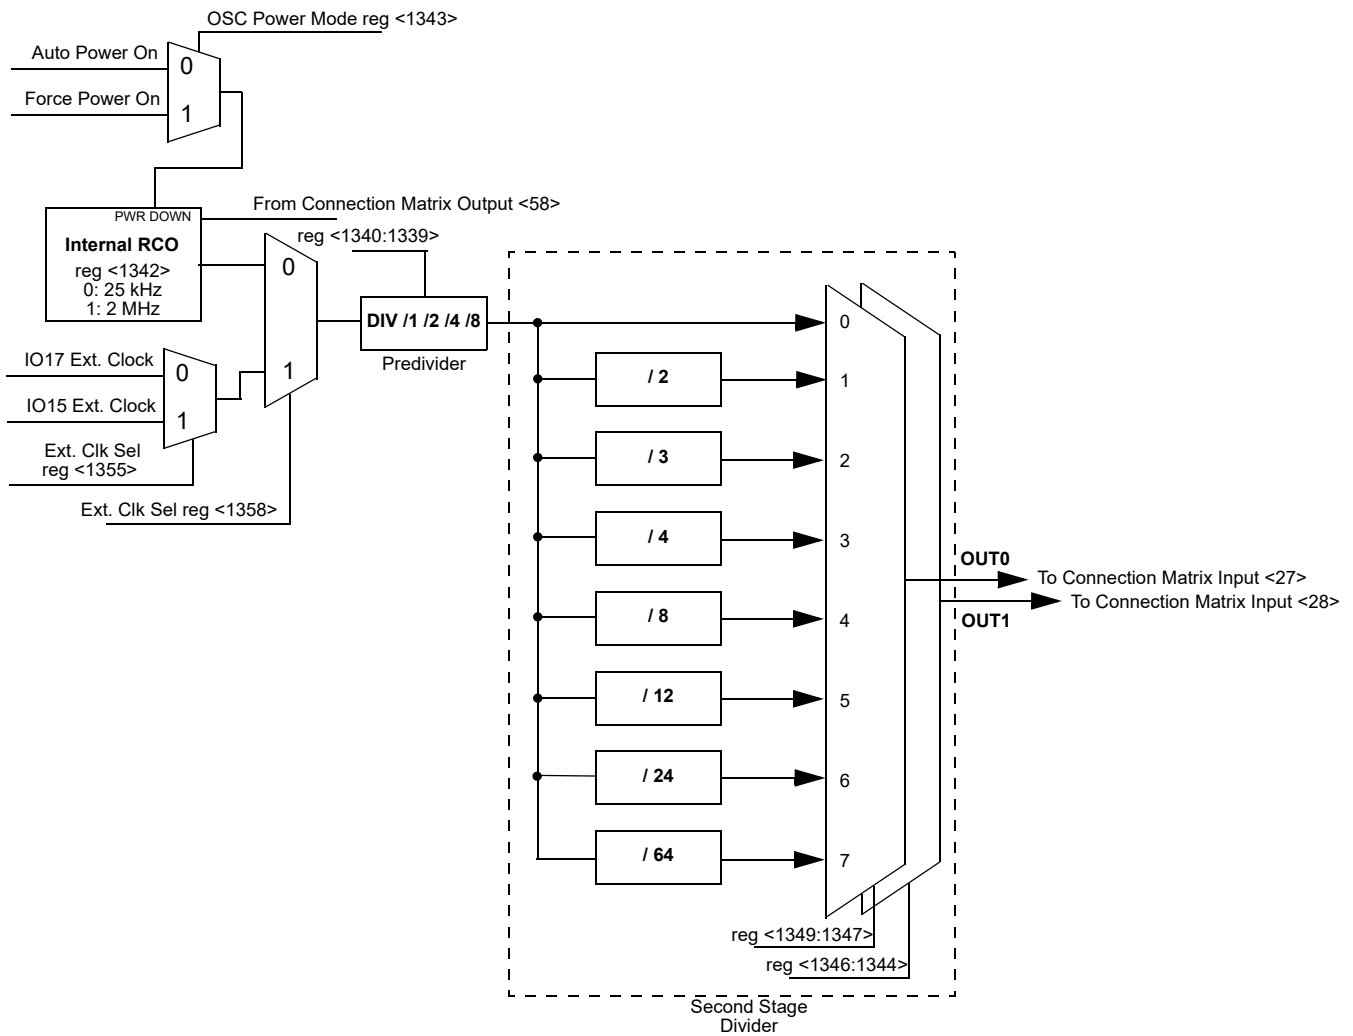 OSC Power Mode reg <1343>
Auto Power On
0
Force Power On
1
PWR DOWN
From Connection Matrix Output <58>
Internal RCO
reg <1342>
0: 25 kHz
1: 2 MHz
reg <1340:1339>
0
1
DIV /1 /2 /4 /8
Predivider
IO17 Ext. Clock
0
IO15 Ext. Clock
1
Ext. Clk Sel
reg <1355>
Ext. Clk Sel reg <1358>
0
/ 2
1
/ 3
2
/ 4
3
/ 8
4
/ 12
5
/ 24
6
/ 64
7
OUT0
To Connection Matrix Input <27>
To Connection Matrix Input <28>
OUT1
reg <1349:1347>
reg <1346:1344>
Second Stage
Divider